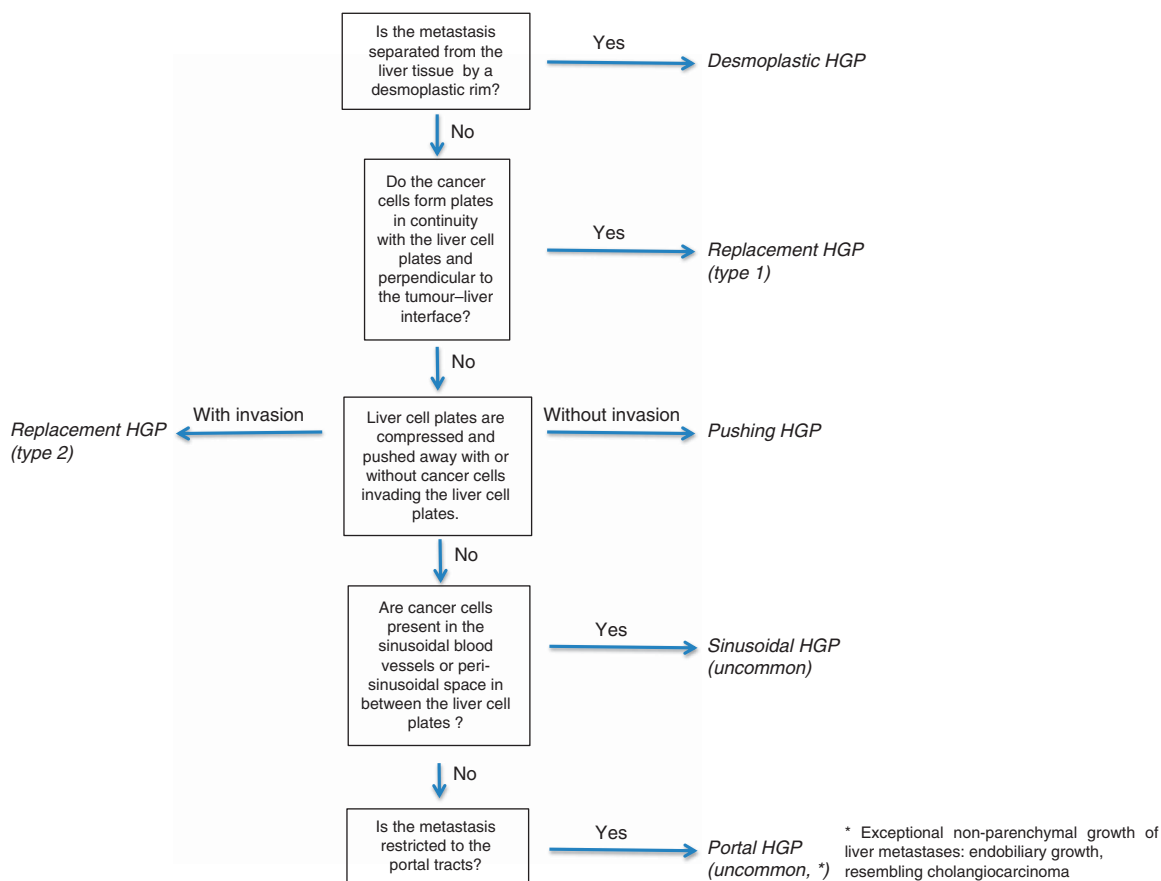 Is the metastasis
separated from the
liver tissue by a
desmoplastic rim?
Yes
Desmoplastic HGP
No
Do the cancer
cells form plates
in continuity
with the liver cell
plates and
perpendicular to
the tumour–liver
interface?
Yes
Replacement HGP
(type 1)
No
Replacement HGP
(type 2)
With invasion
Liver cell plates are
compressed and
pushed away with or
without cancer cells
invading the liver cell
plates.
Without invasion
Pushing HGP
No
Are cancer cells
present in the
sinusoidal blood
vessels or peri-
sinusoidal space in
between the liver cell
plates ?
Yes
Sinusoidal HGP
(uncommon)
No
Is the metastasis
restricted to the
portal tracts?
Yes
Portal HGP
(uncommon, *)
* Exceptional non-parenchymal growth of
liver metastases: endobiliary growth,
resembling cholangiocarcinoma